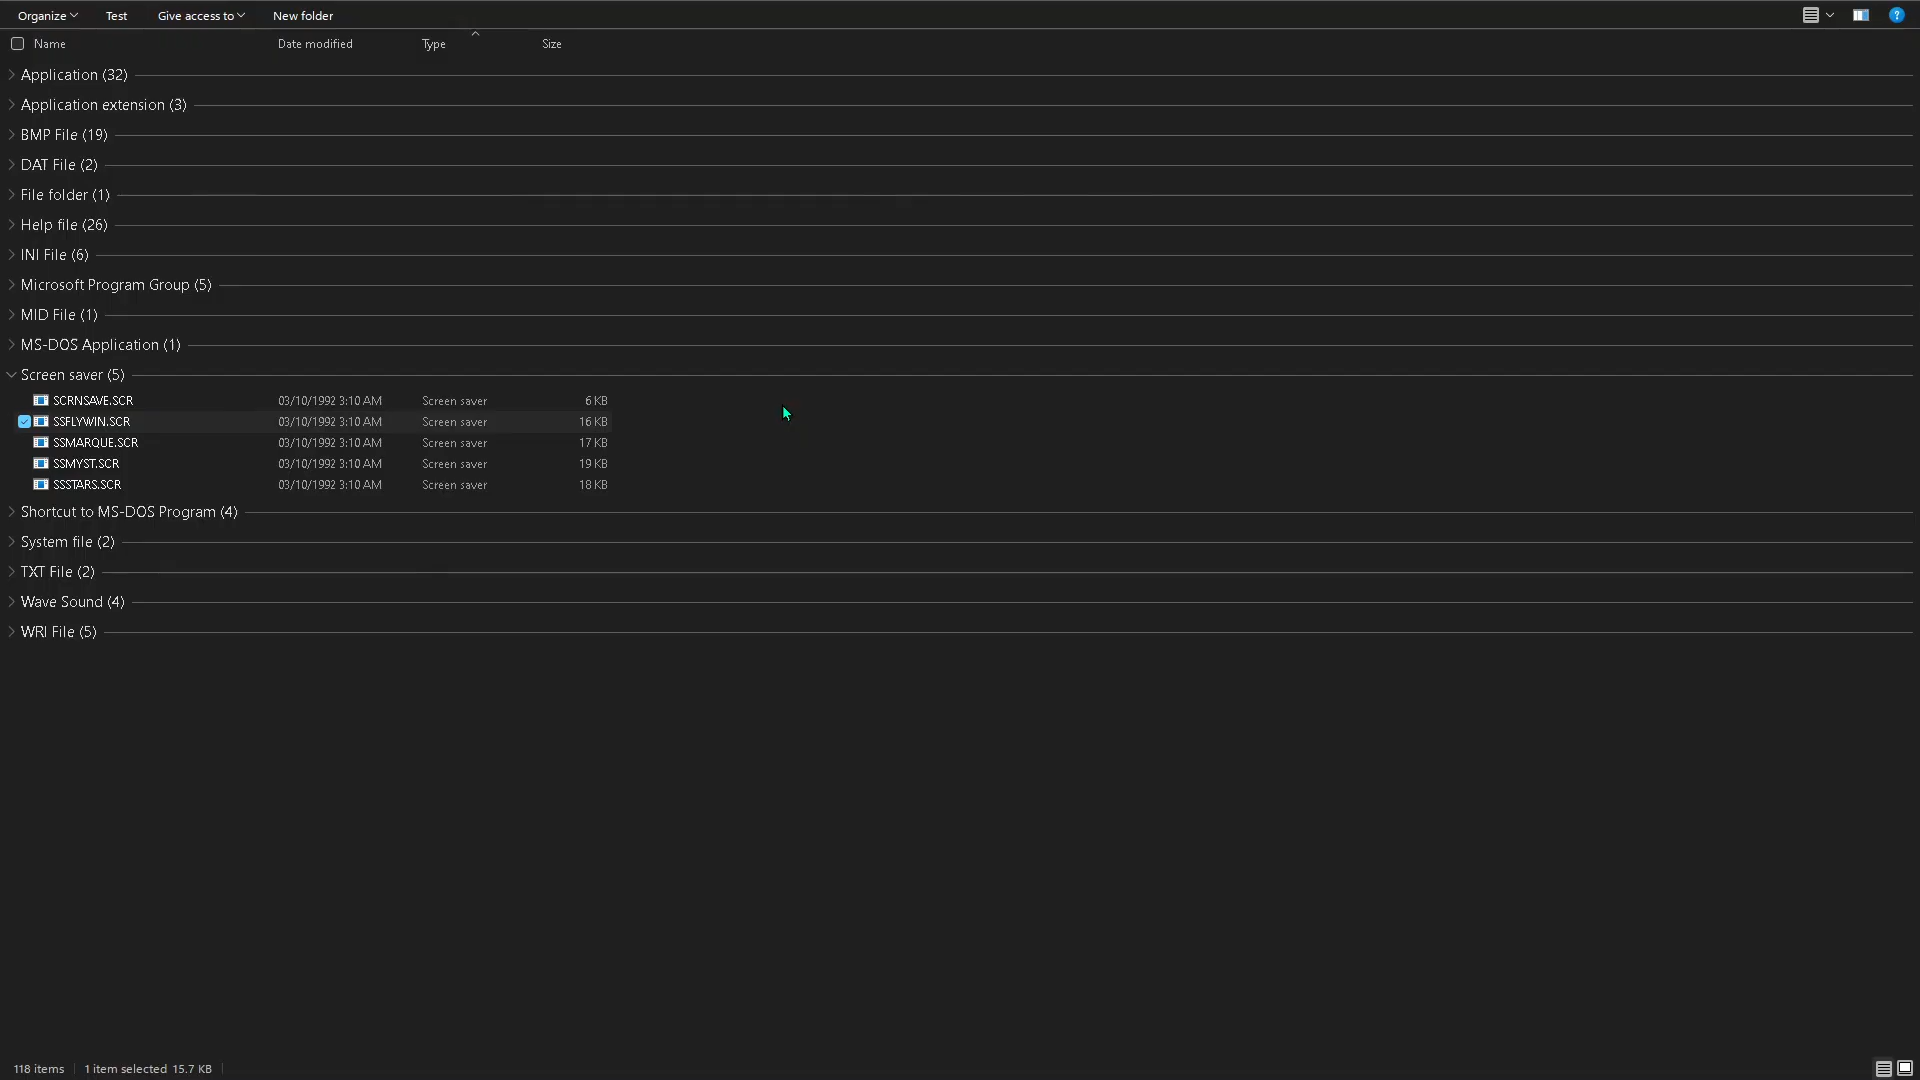 Organize Test Give access to New folder ?
Name Date modified Type Size
Application (32)
Application extension (3)
BMP File (19)
DAT File (2)
File folder (1)
Help file (26)
INI File (6)
Microsoft Program Group (5)
MID File (1)
MS-DOS Application (1)
Screen saver (5)
SCRNSAVE.SCR 03/10/1992 3:10 AM Screen saver 6 KB
SSFLYWIN.SCR 03/10/1992 3:10 AM Screen saver 16 KB
SSMARQUE.SCR 03/10/1992 3:10 AM Screen saver 17 KB
SSMYST.SCR 03/10/1992 3:10 AM Screen saver 19 KB
SSSTARS.SCR 03/10/1992 3:10 AM Screen saver 18 KB
Shortcut to MS-DOS Program (4)
System file (2)
TXT File (2)
Wave Sound (4)
WRI File (5)
118 items 1 item selected 15.7 KB